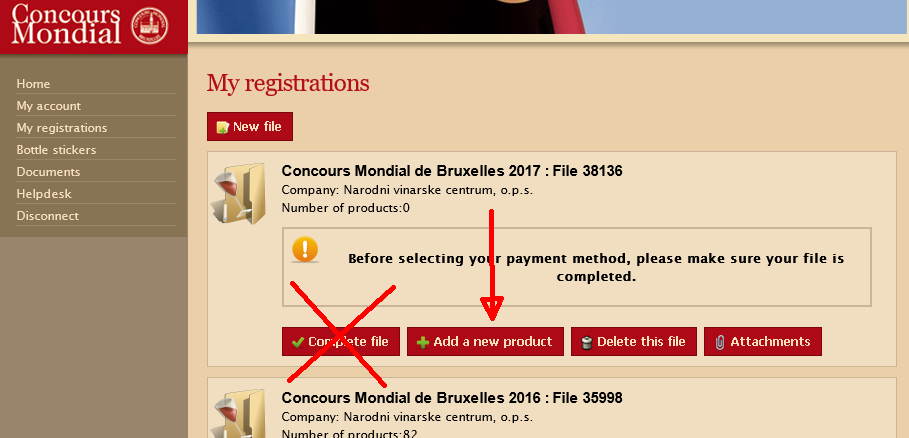 Concours
Mondial
Home
My account
My registrations
Bottle stickers
Documents
Helpdesk
Disconnect
My registrations
New file
Concours Mondial de Bruxelles 2017 : File 38136
Company: Narodni vinarske centrum, o.p.s.
Number of products:0
Before selecting your payment method, please make sure your file is
completed.
Complete file
Add a new product
Delete this file
Attachments
Concours Mondial de Bruxelles 2016 : File 35998
Company: Narodni vinarske centrum, o.p.s.
Number of products:82